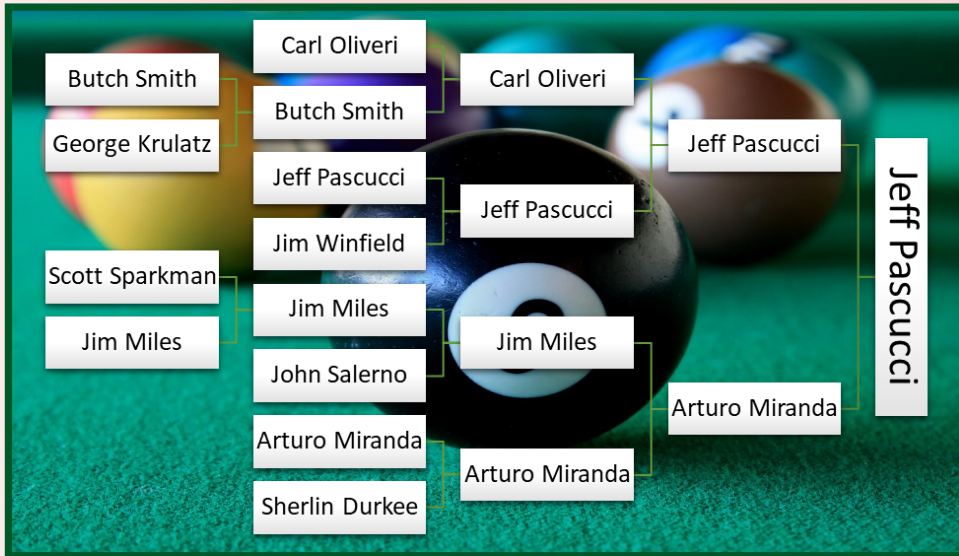 Butch Smith
George Krulatz
Scott Sparkman
Jim Miles
Carl Oliveri
Butch Smith
Jeff Pascucci
Jim Winfield
Jim Miles
John Salerno
Arturo Miranda
Sherlin Durkee
Carl Oliveri
Jeff Pascucci
Jim Miles
Arturo Miranda
Jeff Pascucci
Arturo Miranda
Jeff Pascucci